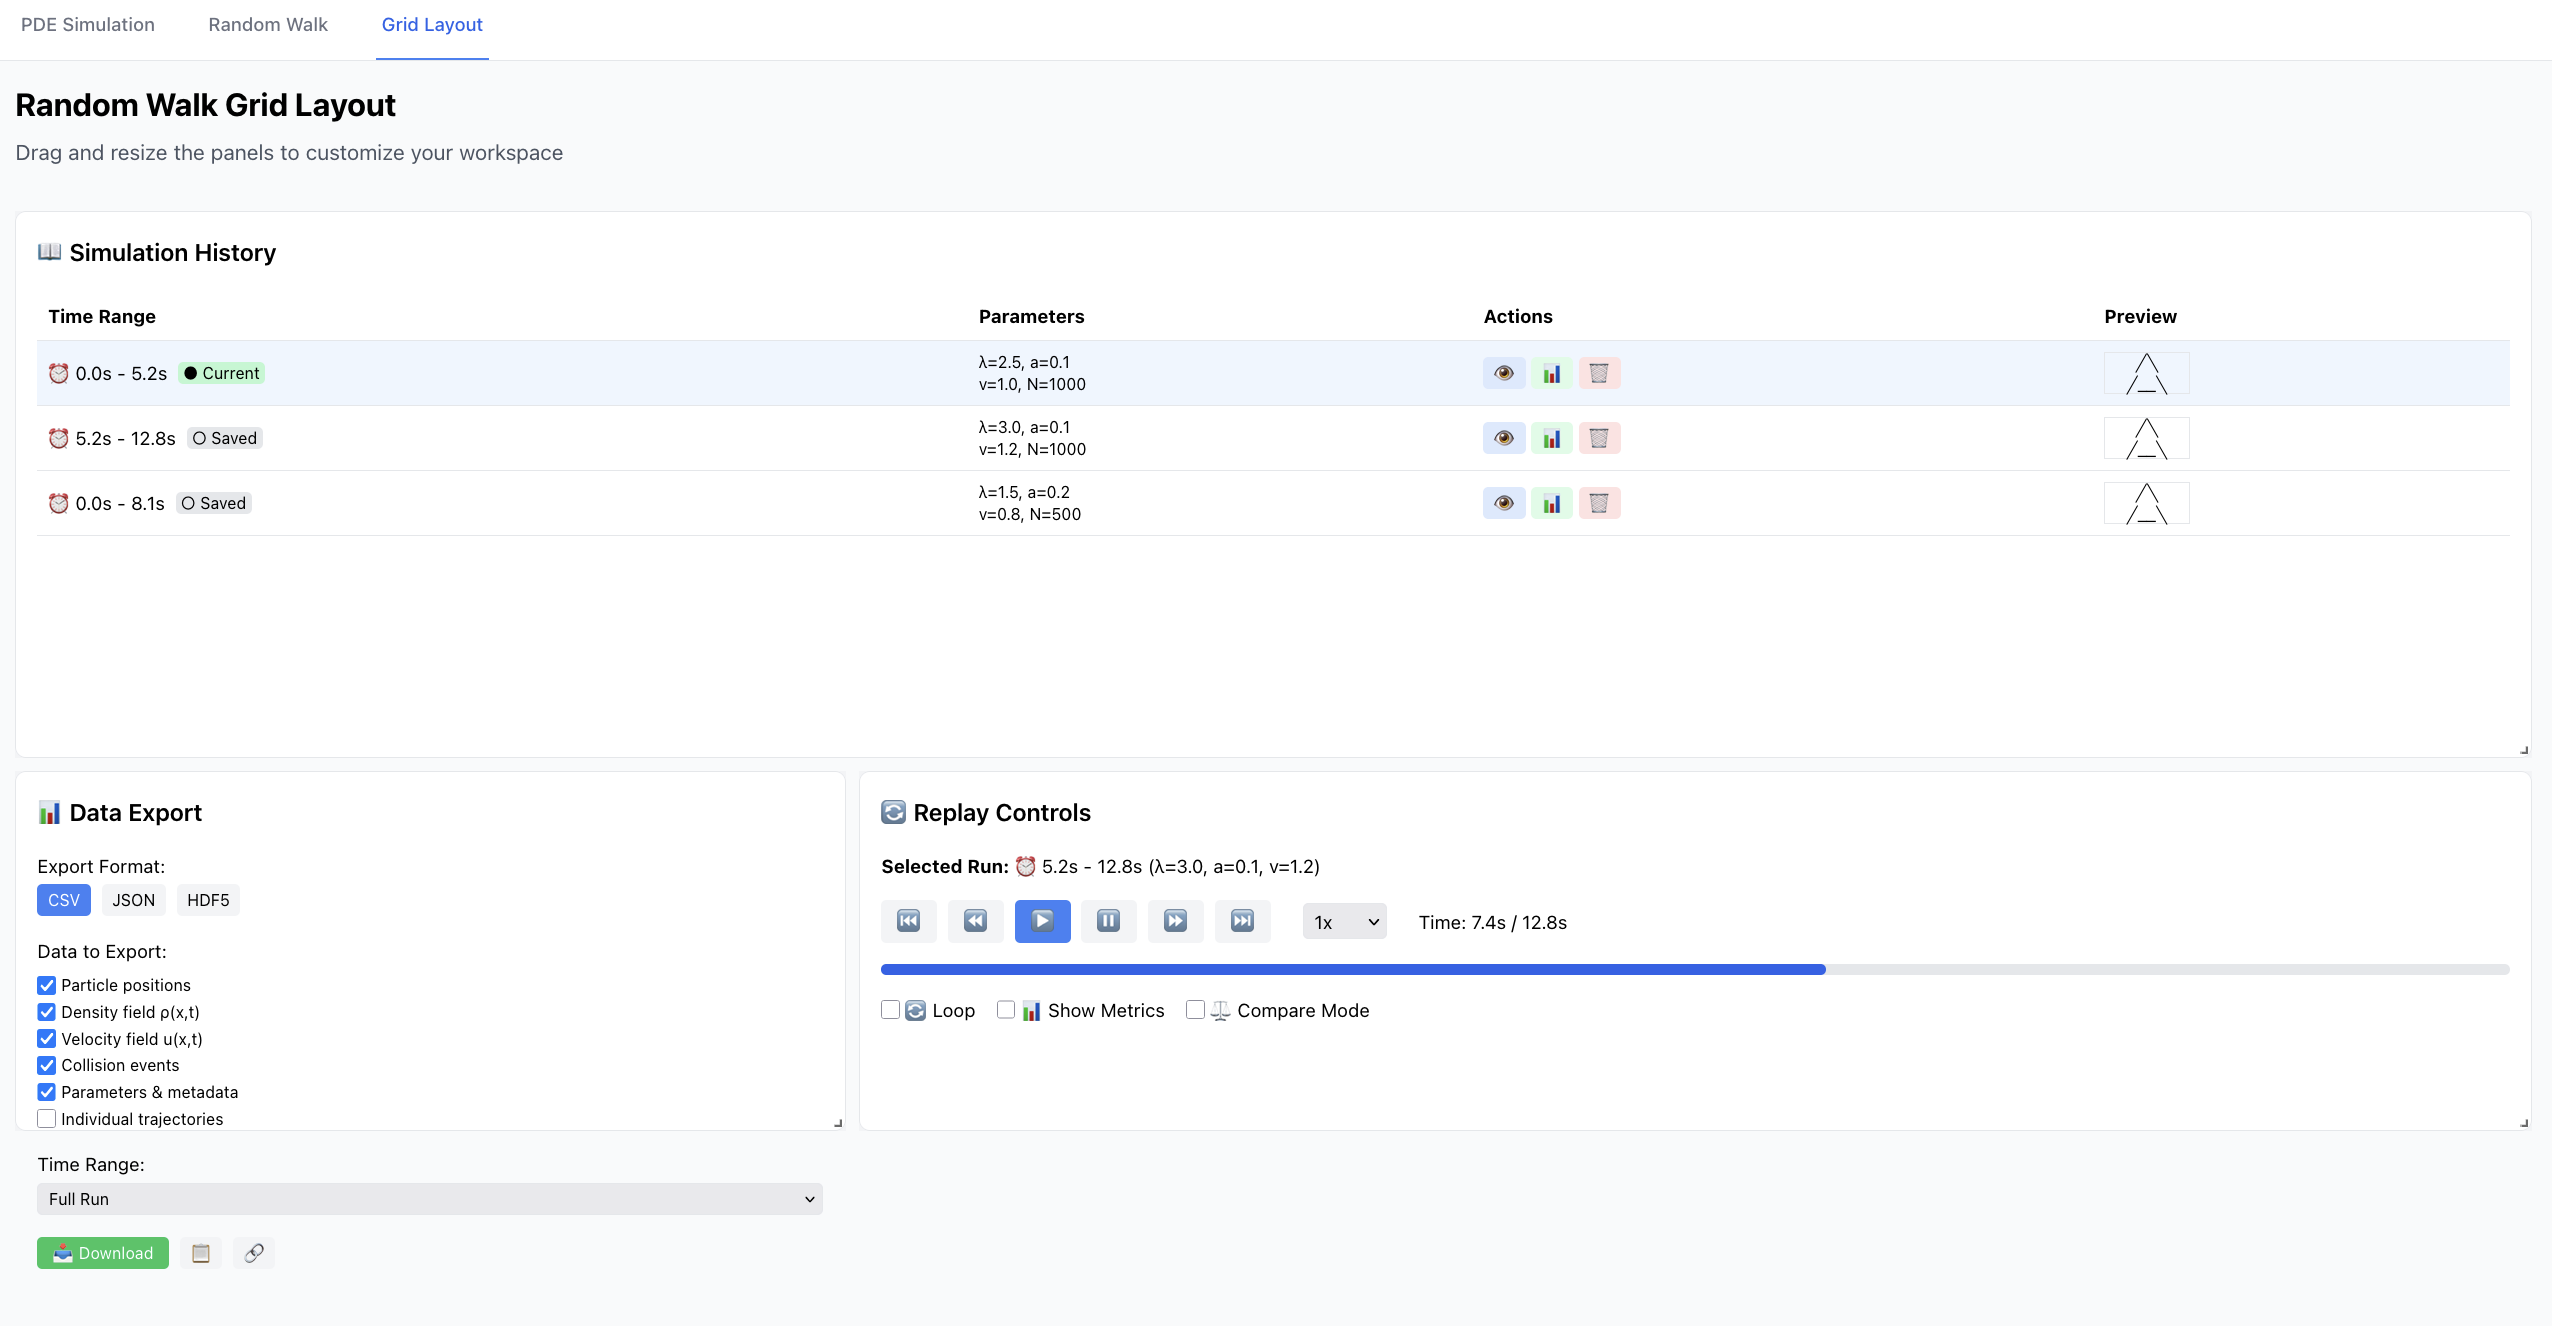 PDE Simulation Random Walk Grid Layout
Random Walk Grid Layout
Drag and resize the panels to customize your workspace
📖 Simulation History
Time Range Parameters Actions Preview
⏰ 0.0s - 5.2s ● Current λ=2.5, a=0.1
v=1.0, N=1000
⏰ 5.2s - 12.8s ○ Saved λ=3.0, a=0.1
v=1.2, N=1000
⏰ 0.0s - 8.1s ○ Saved λ=1.5, a=0.2
v=0.8, N=500
📊 Data Export
Export Format:
CSV JSON HDF5
Data to Export:
Particle positions
Density field ρ(x,t)
Velocity field u(x,t)
Collision events
Parameters & metadata
Individual trajectories
Time Range:
Full Run
📥 Download
🔄 Replay Controls
Selected Run: ⏰ 5.2s - 12.8s (λ=3.0, a=0.1, v=1.2)
1x Time: 7.4s / 12.8s
🔄 Loop 📊 Show Metrics ⚖️ Compare Mode